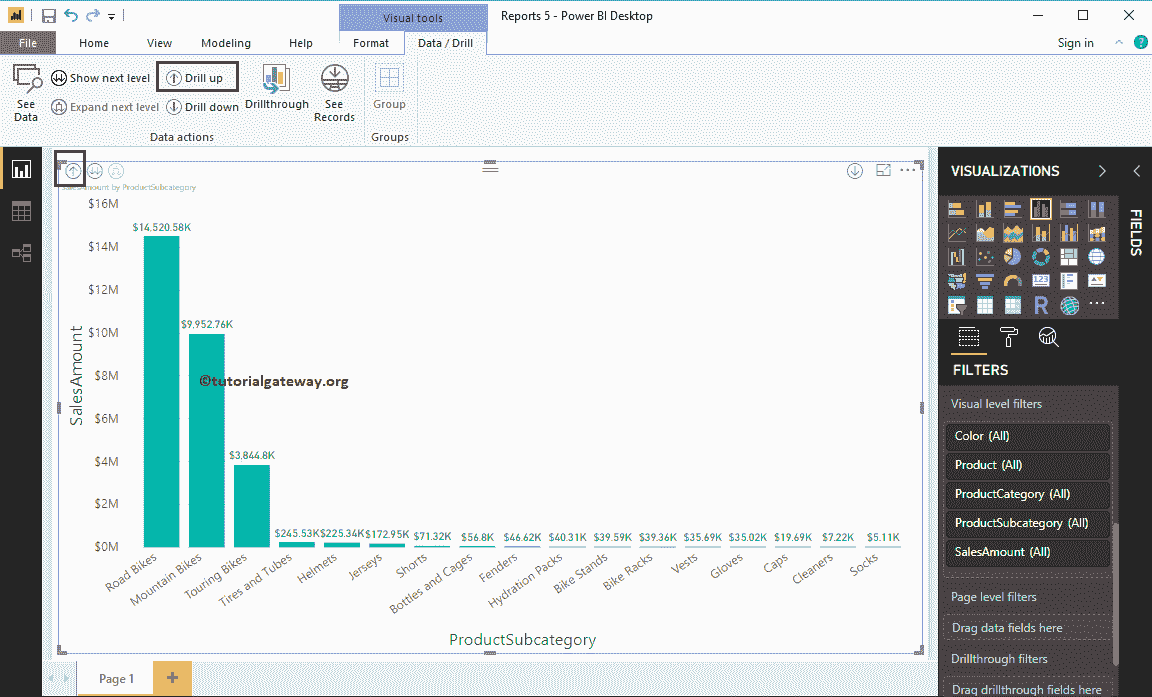 Visual tools
Reports 5 - Power BI Desktop
File Home View Modeling Help Format Data / Drill Sign in ?
See Data
Show next level
Expand next level
Drill up
Drill down
Drillthrough
See Records
Group
Data actions
Groups
SalesAmount by ProductSubcategory
$16M
$14M
$12M
$10M
$8M
$6M
$4M
$2M
$0M
SalesAmount
$14,520.58K
$9,952.76K
$3,844.8K
$245.53K
$225.34K
$172.95K
$71.32K
$56.8K
$46.62K
$40.31K
$39.59K
$39.36K
$35.69K
$35.02K
$19.69K
$7.22K
$5.11K
©tutorialgateway.org
Road Bikes
Mountain Bikes
Touring Bikes
Tires and Tubes
Helmets
Jerseys
Shorts
Bottles and Cages
Fenders
Hydration Packs
Bike Stands
Bike Racks
Vests
Gloves
Caps
Cleaners
Socks
ProductSubcategory
Page 1
VISUALIZATIONS
FIELDS
123
R
FILTERS
Visual level filters
Color (All)
Product (All)
ProductCategory (All)
ProductSubcategory (All)
SalesAmount (All)
Page level filters
Drag data fields here
Drillthrough filters
Drag drillthrough fields here